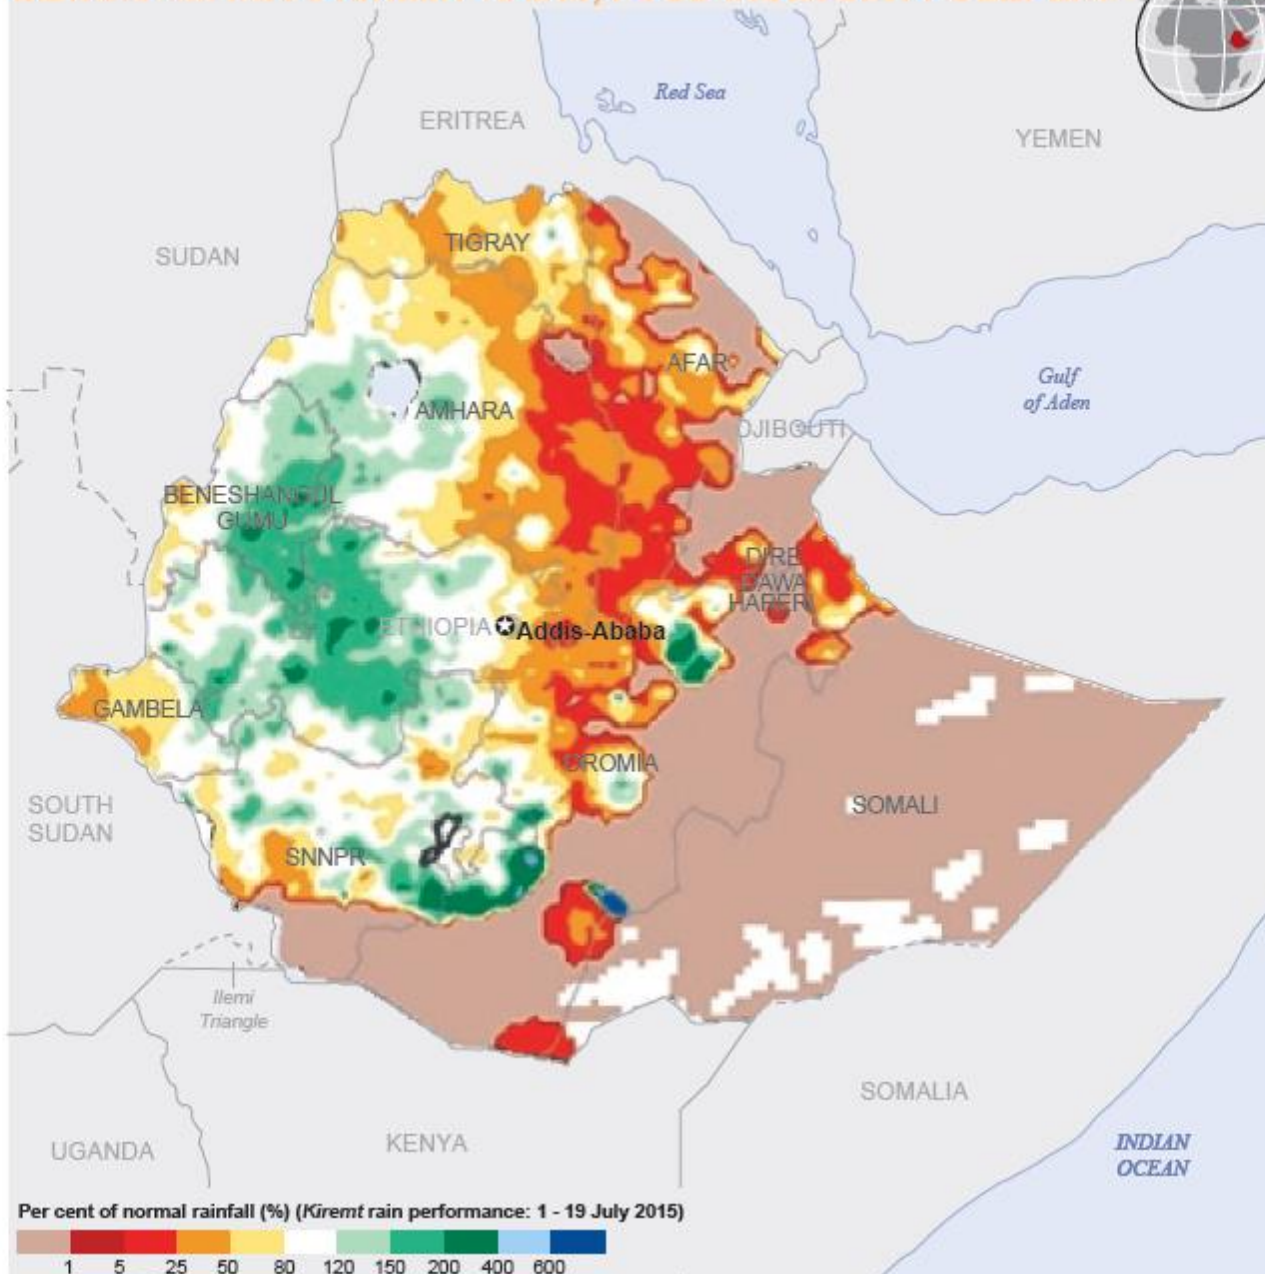 Red Sea
ERITREA
YEMEN
TIGRAY
SUDAN
AFAR
Gulf
of Aden
AMHARA
DJIBOUTI
BENESHANGUL
GUMU
DIRE
DAWA
HARERI
ETHIOPIA
Addis-Ababa
GAMBELA
OROMIA
SOUTH
SUDAN
SOMALI
SNNPR
Ilemi
Triangle
SOMALIA
UGANDA
KENYA
INDIAN
OCEAN
Per cent of normal rainfall (%) (Kiremt rain performance: 1 - 19 July 2015)
1 5 25 50 80 120 150 200 400 600